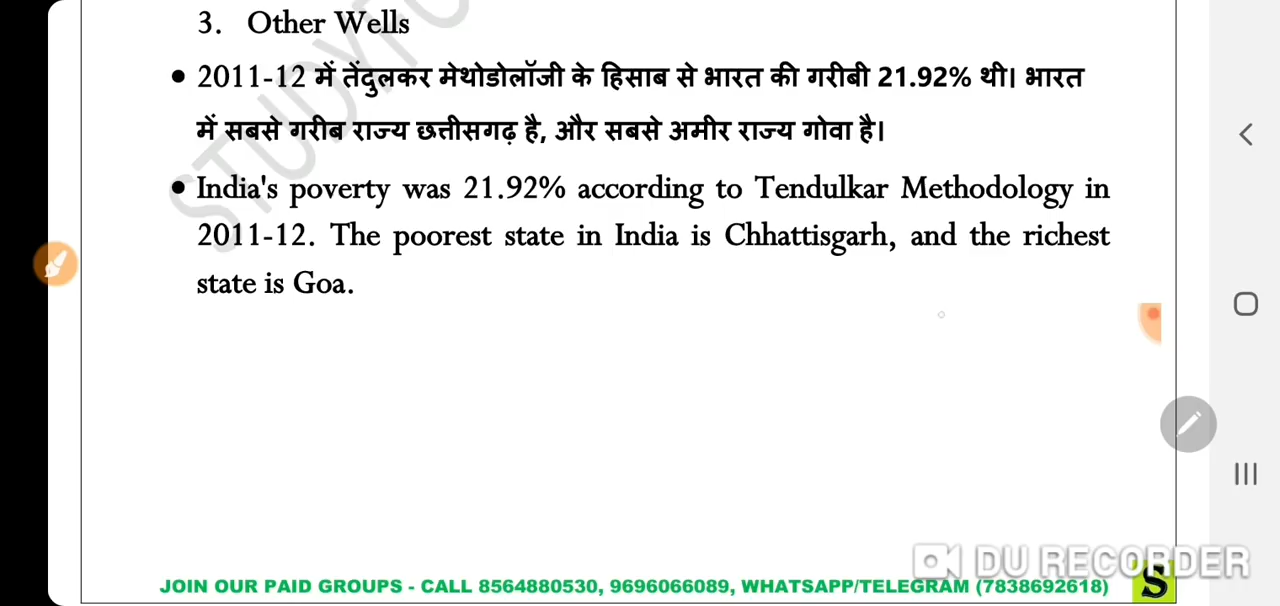 3. Other Wells
• 2011-12 में तेंदुलकर मेथोडोलॉजी के हिसाब से भारत की गरीबी 21.92% थी। भारत
में सबसे गरीब राज्य छत्तीसगढ़ है, और सबसे अमीर राज्य गोवा है।
• India's poverty was 21.92% according to Tendulkar Methodology in
2011-12. The poorest state in India is Chhattisgarh, and the richest
state is Goa.
DU RECORDER
JOIN OUR PAID GROUPS - CALL 8564880530, 9696066089, WHATSAPP/TELEGRAM (7838692618)
S